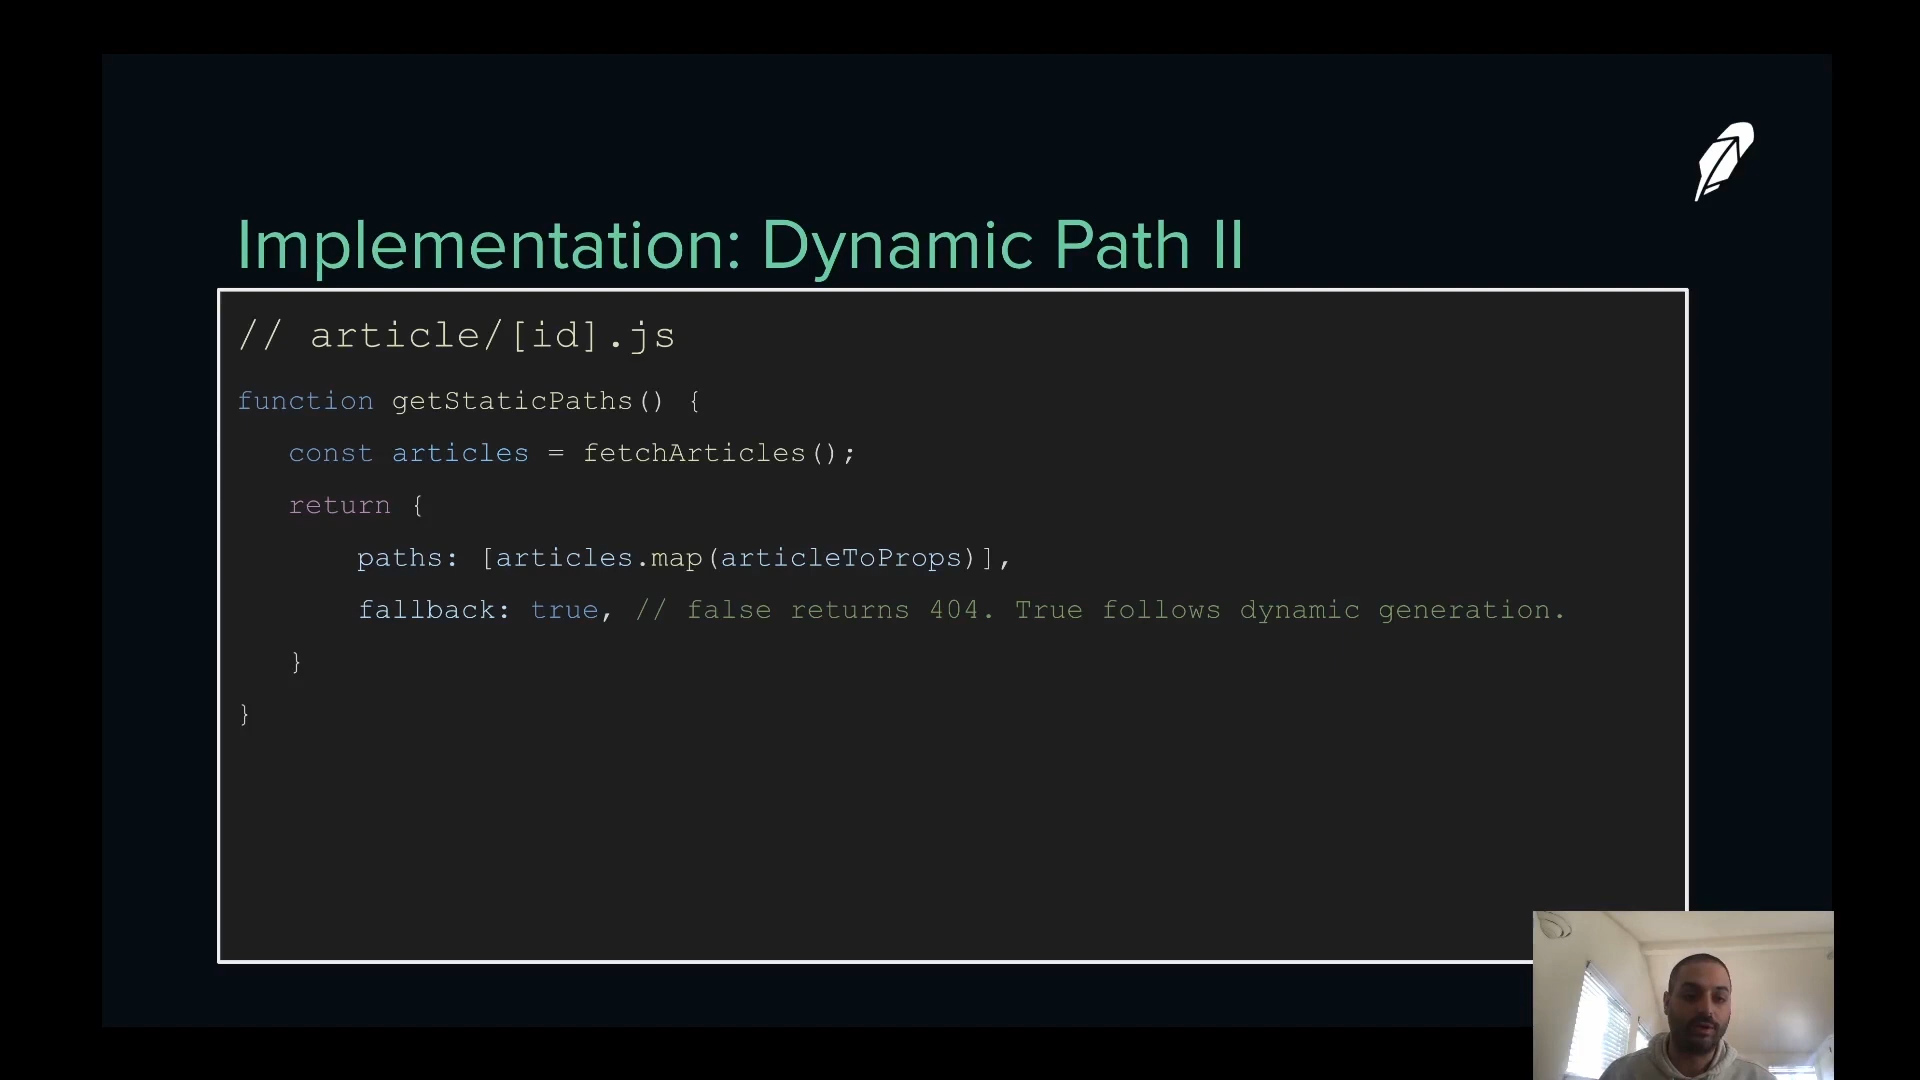 Implementation: Dynamic Path II
// article/[id].js
function getStaticPaths() {
const articles = fetchArticles();
return {
paths: [articles.map(articleToProps)],
fallback: true, // false returns 404. True follows dynamic generation.
}
}